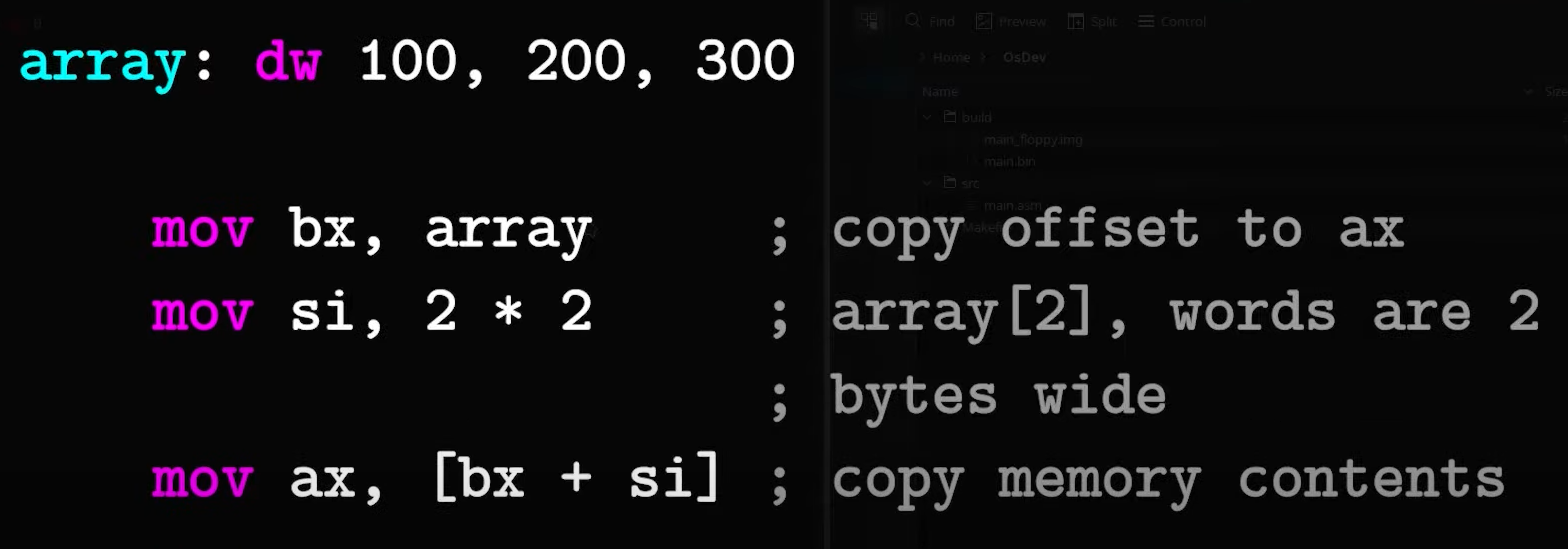 Find Preview Split Control
array: dw 100, 200, 300
Home > OsDev
Name Size
build
main_floppy.img
main.bin
src
main.asm
mov bx, array ; copy offset to ax
mov si, 2 * 2 ; array[2], words are 2
; bytes wide
mov ax, [bx + si] ; copy memory contents